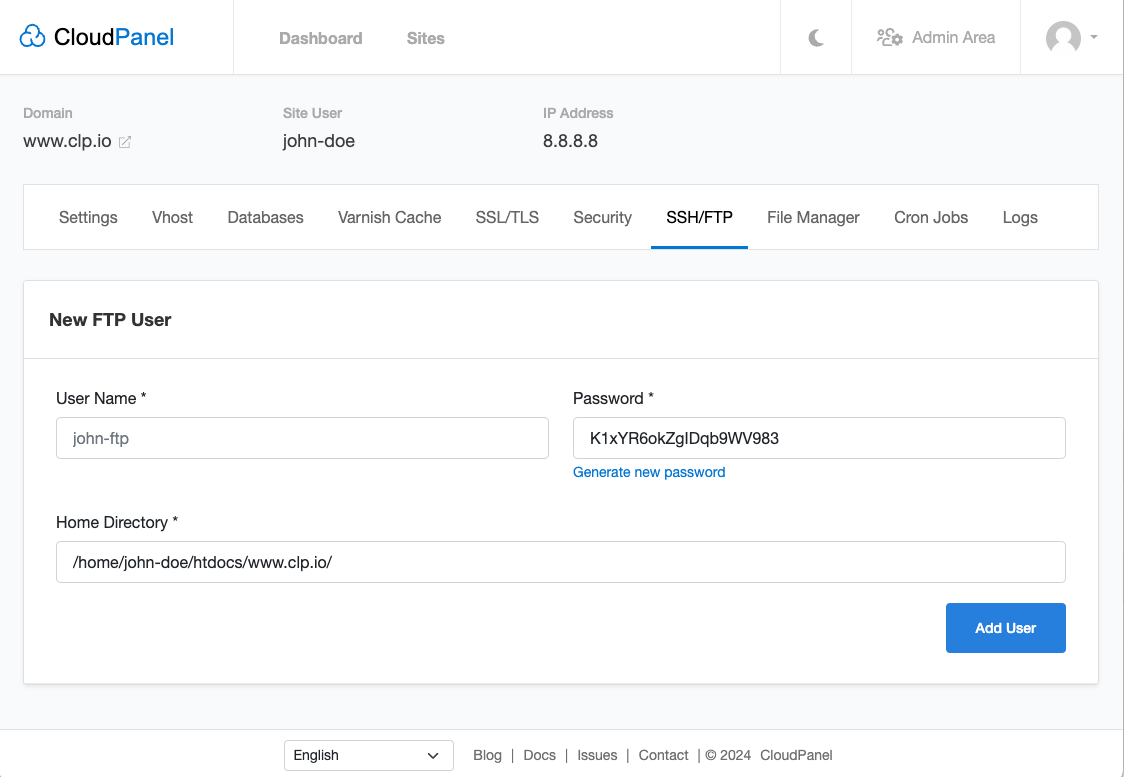 CloudPanel Dashboard Sites Admin Area
Domain Site User IP Address
www.clp.io john-doe 8.8.8.8
Settings Vhost Databases Varnish Cache SSL/TLS Security SSH/FTP File Manager Cron Jobs Logs
New FTP User
User Name * Password *
john-ftp K1xYR6okZgIDqb9WV983
Generate new password
Home Directory *
/home/john-doe/htdocs/www.clp.io/
Add User
English Blog | Docs | Issues | Contact | © 2024 CloudPanel